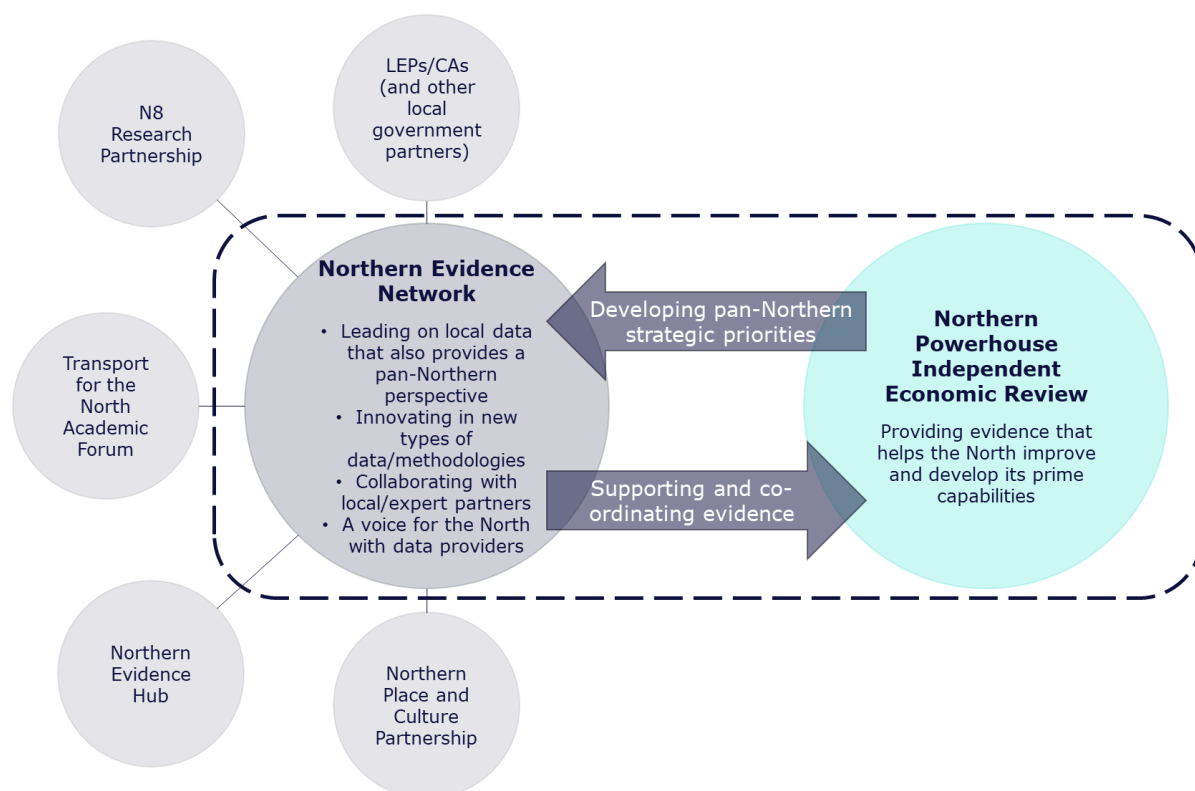 LEPs/CAs
(and other
local
government
partners)
N8
Research
Partnership
Transport
for the
North
Academic
Forum
Northern
Evidence
Hub
Northern
Place and
Culture
Partnership
Northern Evidence
Network
• Leading on local data
that also provides a
pan-Northern
perspective
• Innovating in new
types of
data/methodologies
• Collaborating with
local/expert partners
• A voice for the North
with data providers
Developing pan-Northern
strategic priorities
Supporting and co-
ordinating evidence
Northern
Powerhouse
Independent
Economic Review
Providing evidence that
helps the North improve
and develop its prime
capabilities